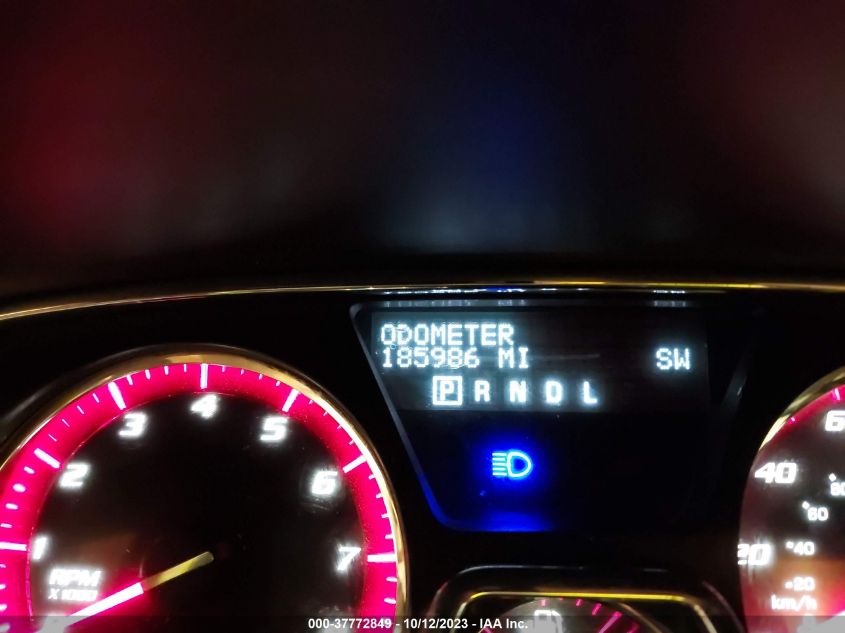 ODOMETER
185986 MI SW
P R N D L
1 2 3 4 5 6 7
RPM
X1000
20 40 6
20 40 60 80
km/h
000-37772849 - 10/12/2023 - IAA Inc.